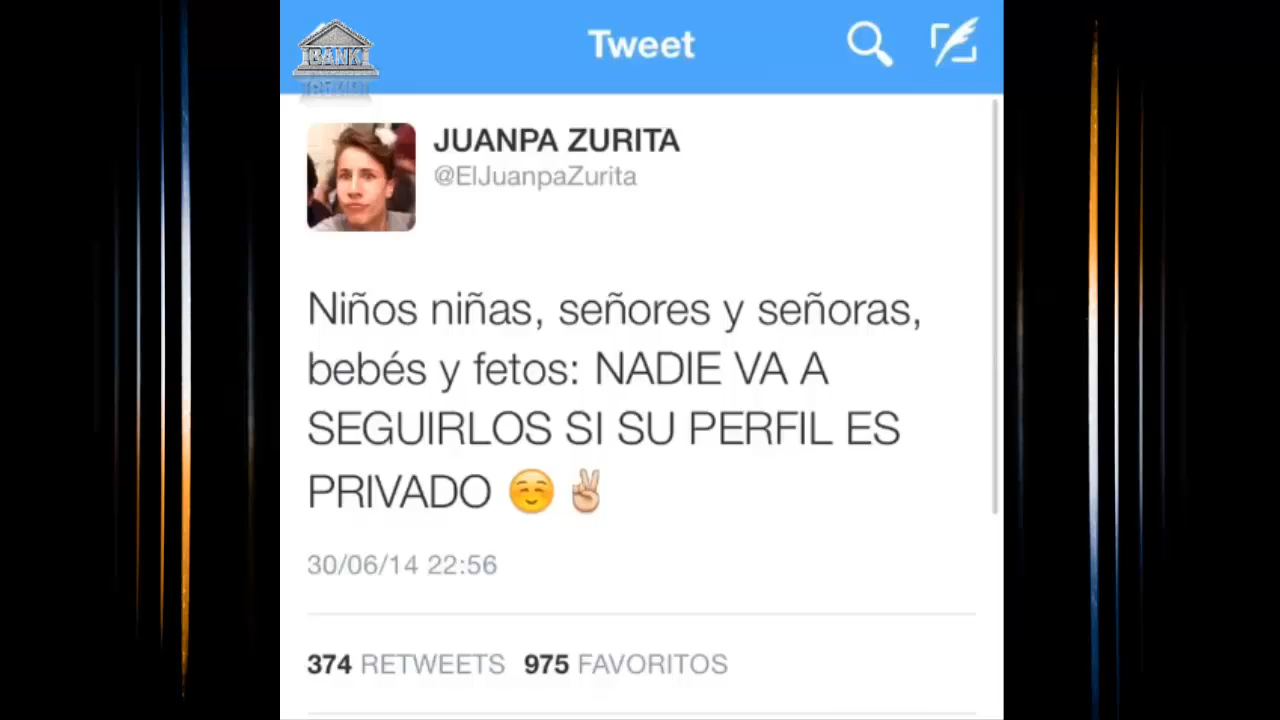 BANK
Tweet
JUANPA ZURITA
@ElJuanpaZurita
Niños niñas, señores y señoras,
bebés y fetos: NADIE VA A
SEGUIRLOS SI SU PERFIL ES
PRIVADO ☺️✌🏼
30/06/14 22:56
374 RETWEETS 975 FAVORITOS